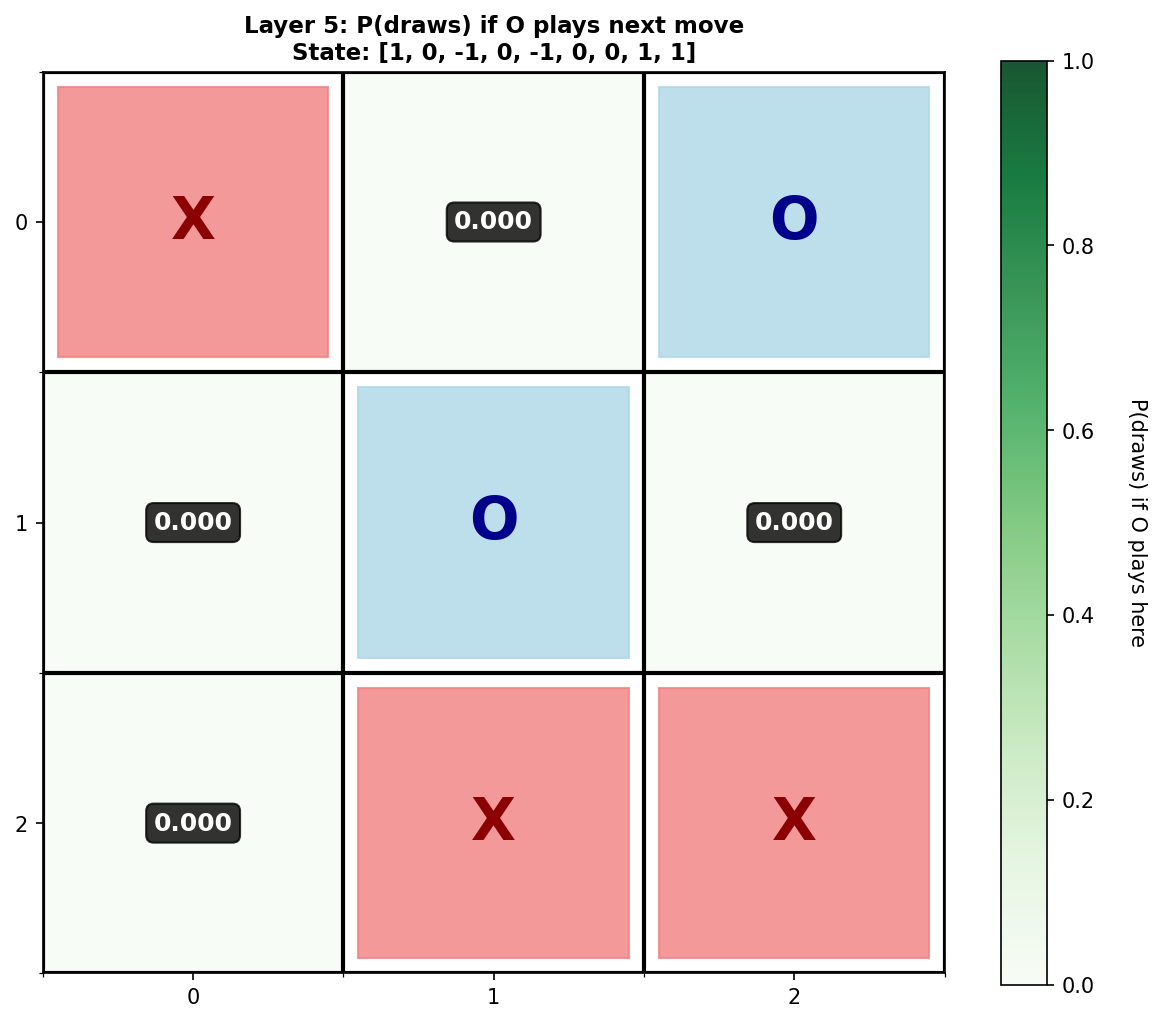 Layer 5: P(draws) if O plays next move
State: [1, 0, -1, 0, -1, 0, 0, 1, 1]
X
0.000
O
0.000
O
0.000
0.000
X
X
0
1
2
0
1
2
1.0
0.8
0.6
0.4
0.2
0.0
P(draws) if O plays here